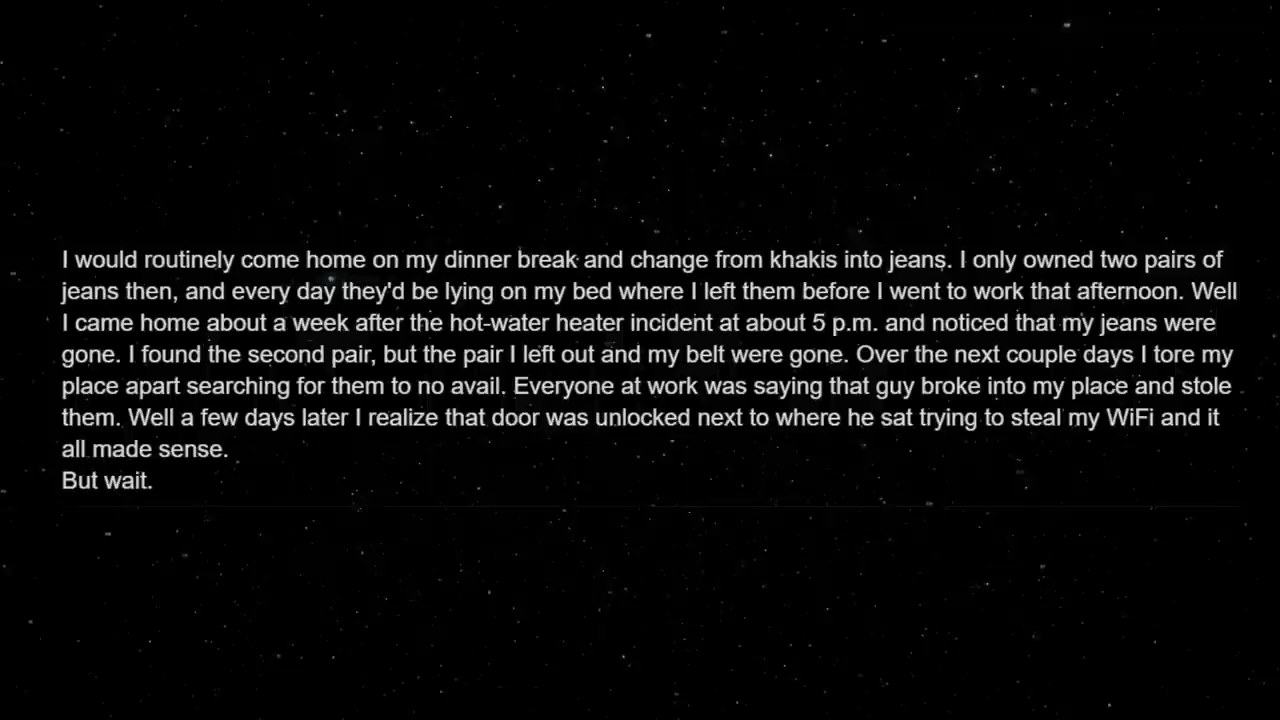 I would routinely come home on my dinner break and change from khakis into jeans. I only owned two pairs of
jeans then, and every day they'd be lying on my bed where I left them before I went to work that afternoon. Well
I came home about a week after the hot-water heater incident at about 5 p.m. and noticed that my jeans were
gone. I found the second pair, but the pair I left out and my belt were gone. Over the next couple days I tore my
place apart searching for them to no avail. Everyone at work was saying that guy broke into my place and stole
them. Well a few days later I realize that door was unlocked next to where he sat trying to steal my WiFi and it
all made sense.
But wait.